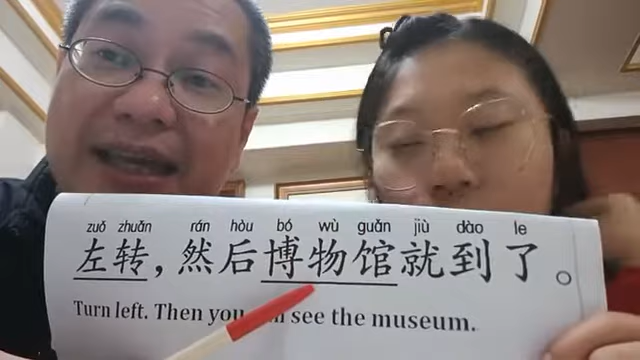 zuǒ zhuǎn rán hòu bó wù guǎn jiù dào le
左转，然后博物馆就到了。
Turn left. Then you see the museum.